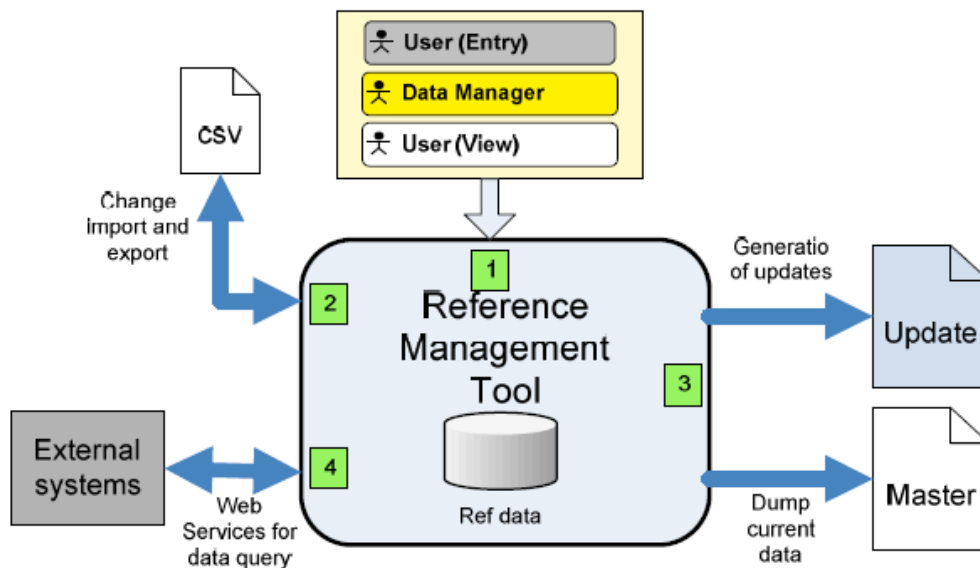 User (Entry)
Data Manager
User (View)
CSV
Change
import and
export
1
2
Reference
Management
Tool
3
4
Ref data
Generatio
of updates
Update
External
systems
Web
Services for
data query
Dump
current
data
Master